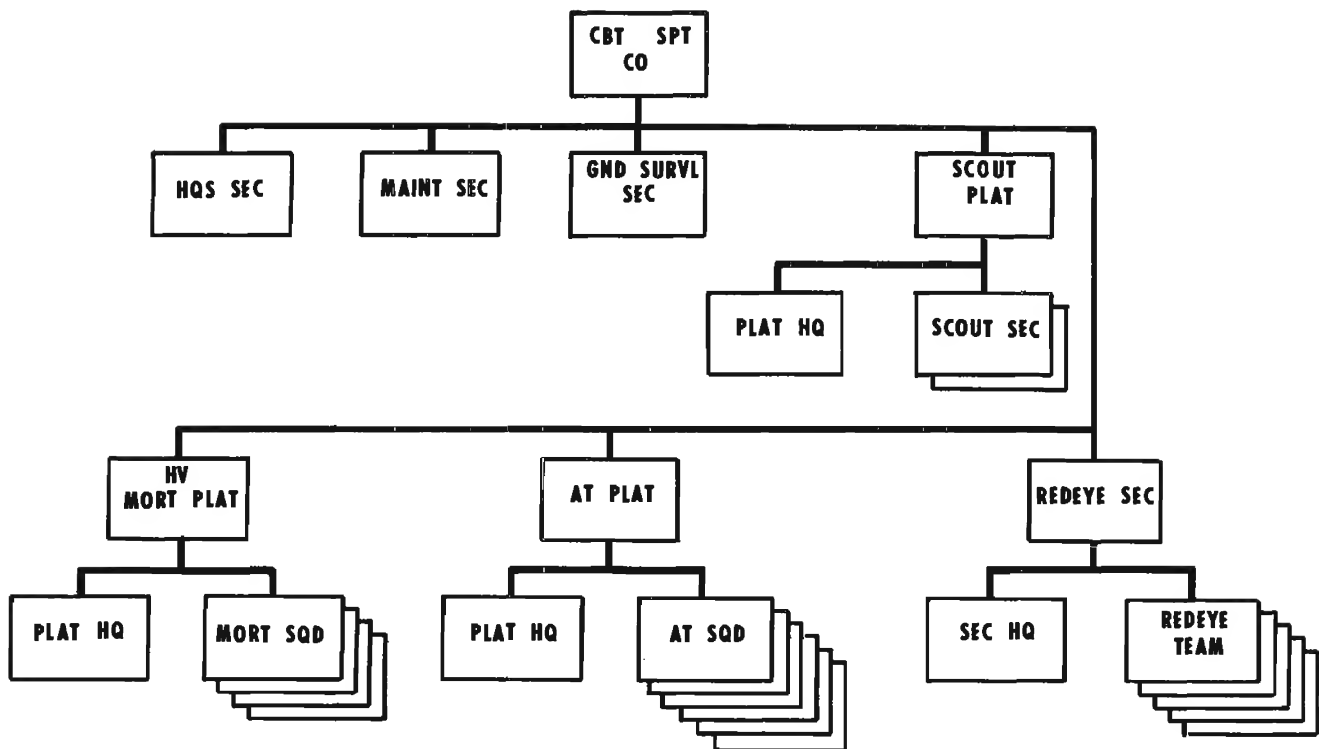 CBT SPT
CO
HQS SEC
MAINT SEC
GND SURVL
SEC
SCOUT
PLAT
PLAT HQ
SCOUT SEC
HV
MORT PLAT
AT PLAT
REDEYE SEC
PLAT HQ
MORT SQD
PLAT HQ
AT SQD
SEC HQ
REDEYE
TEAM